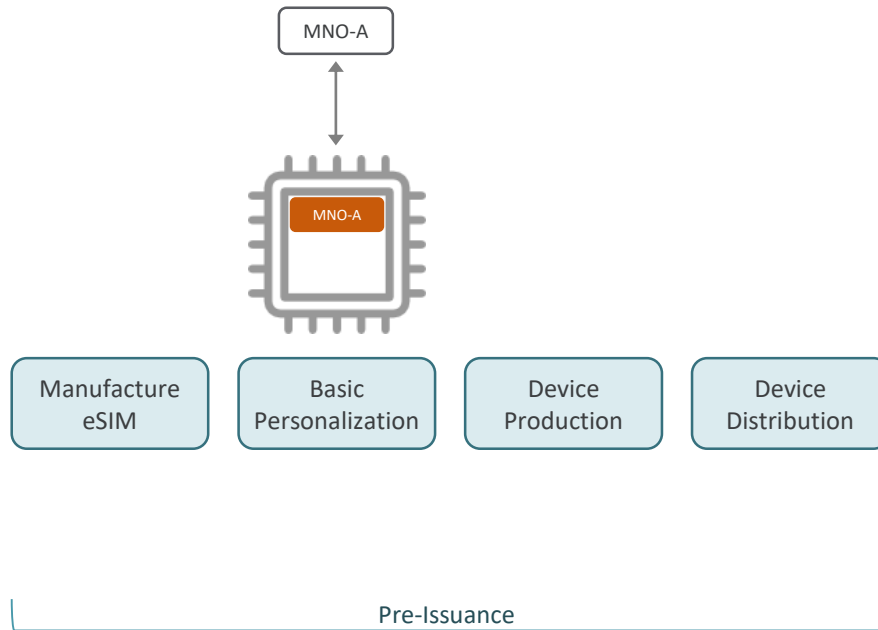 MNO-A
MNO-A
Manufacture
eSIM
Basic
Personalization
Device
Production
Device
Distribution
Pre-Issuance